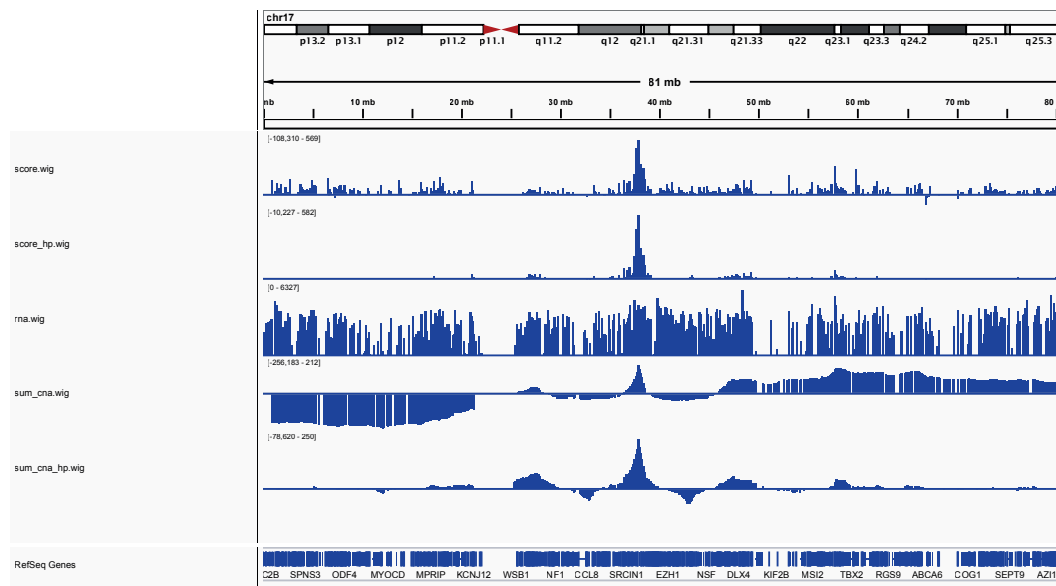 chr17
p13.2 p13.1 p12 p11.2 p11.1 q11.2 q12 q21.1 q21.31 q21.33 q22 q23.1 q23.3 q24.2 q25.1 q25.3
81 mb
mb 10 mb 20 mb 30 mb 40 mb 50 mb 60 mb 70 mb 80
[-108,310 - 569]
score.wig
[-10,227 - 582]
score_hp.wig
[0 - 6327]
rna.wig
[-256,183 - 212]
sum_cna.wig
[-78,620 - 250]
sum_cna_hp.wig
RefSeq Genes
C2B SPNS3 ODF4 MYOCD MPRIP KCNJ12 WSB1 NF1 CCL8 SRCIN1 EZH1 NSF DLX4 KIF2B MSI2 TBX2 RGS9 ABCA6 COG1 SEPT9 AZI